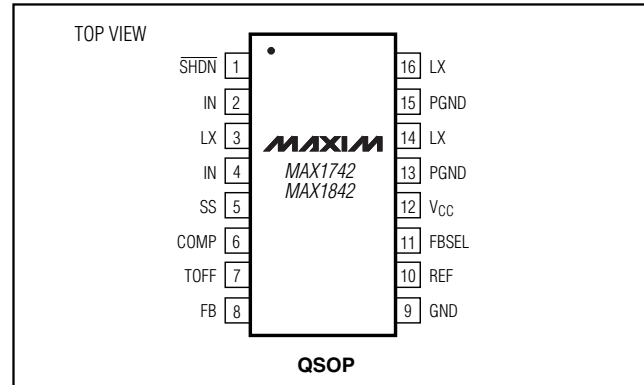 TOP VIEW
SHDN 1
IN 2
LX 3
IN 4
SS 5
COMP 6
TOFF 7
FB 8
MAXIM
MAX1742
MAX1842
16 LX
15 PGND
14 LX
13 PGND
12 VCC
11 FBSEL
10 REF
9 GND
QSOP